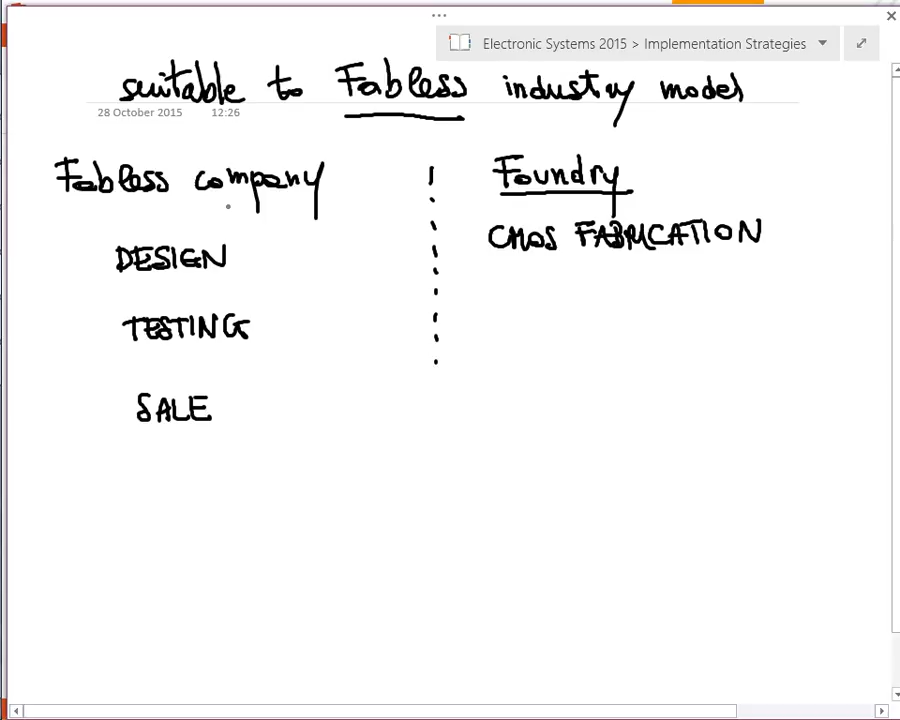 Electronic Systems 2015 > Implementation Strategies
suitable to Fabless industry model
28 October 2015 12:26
Fabless company
Foundry
CMOS FABRICATION
DESIGN
TESTING
SALE